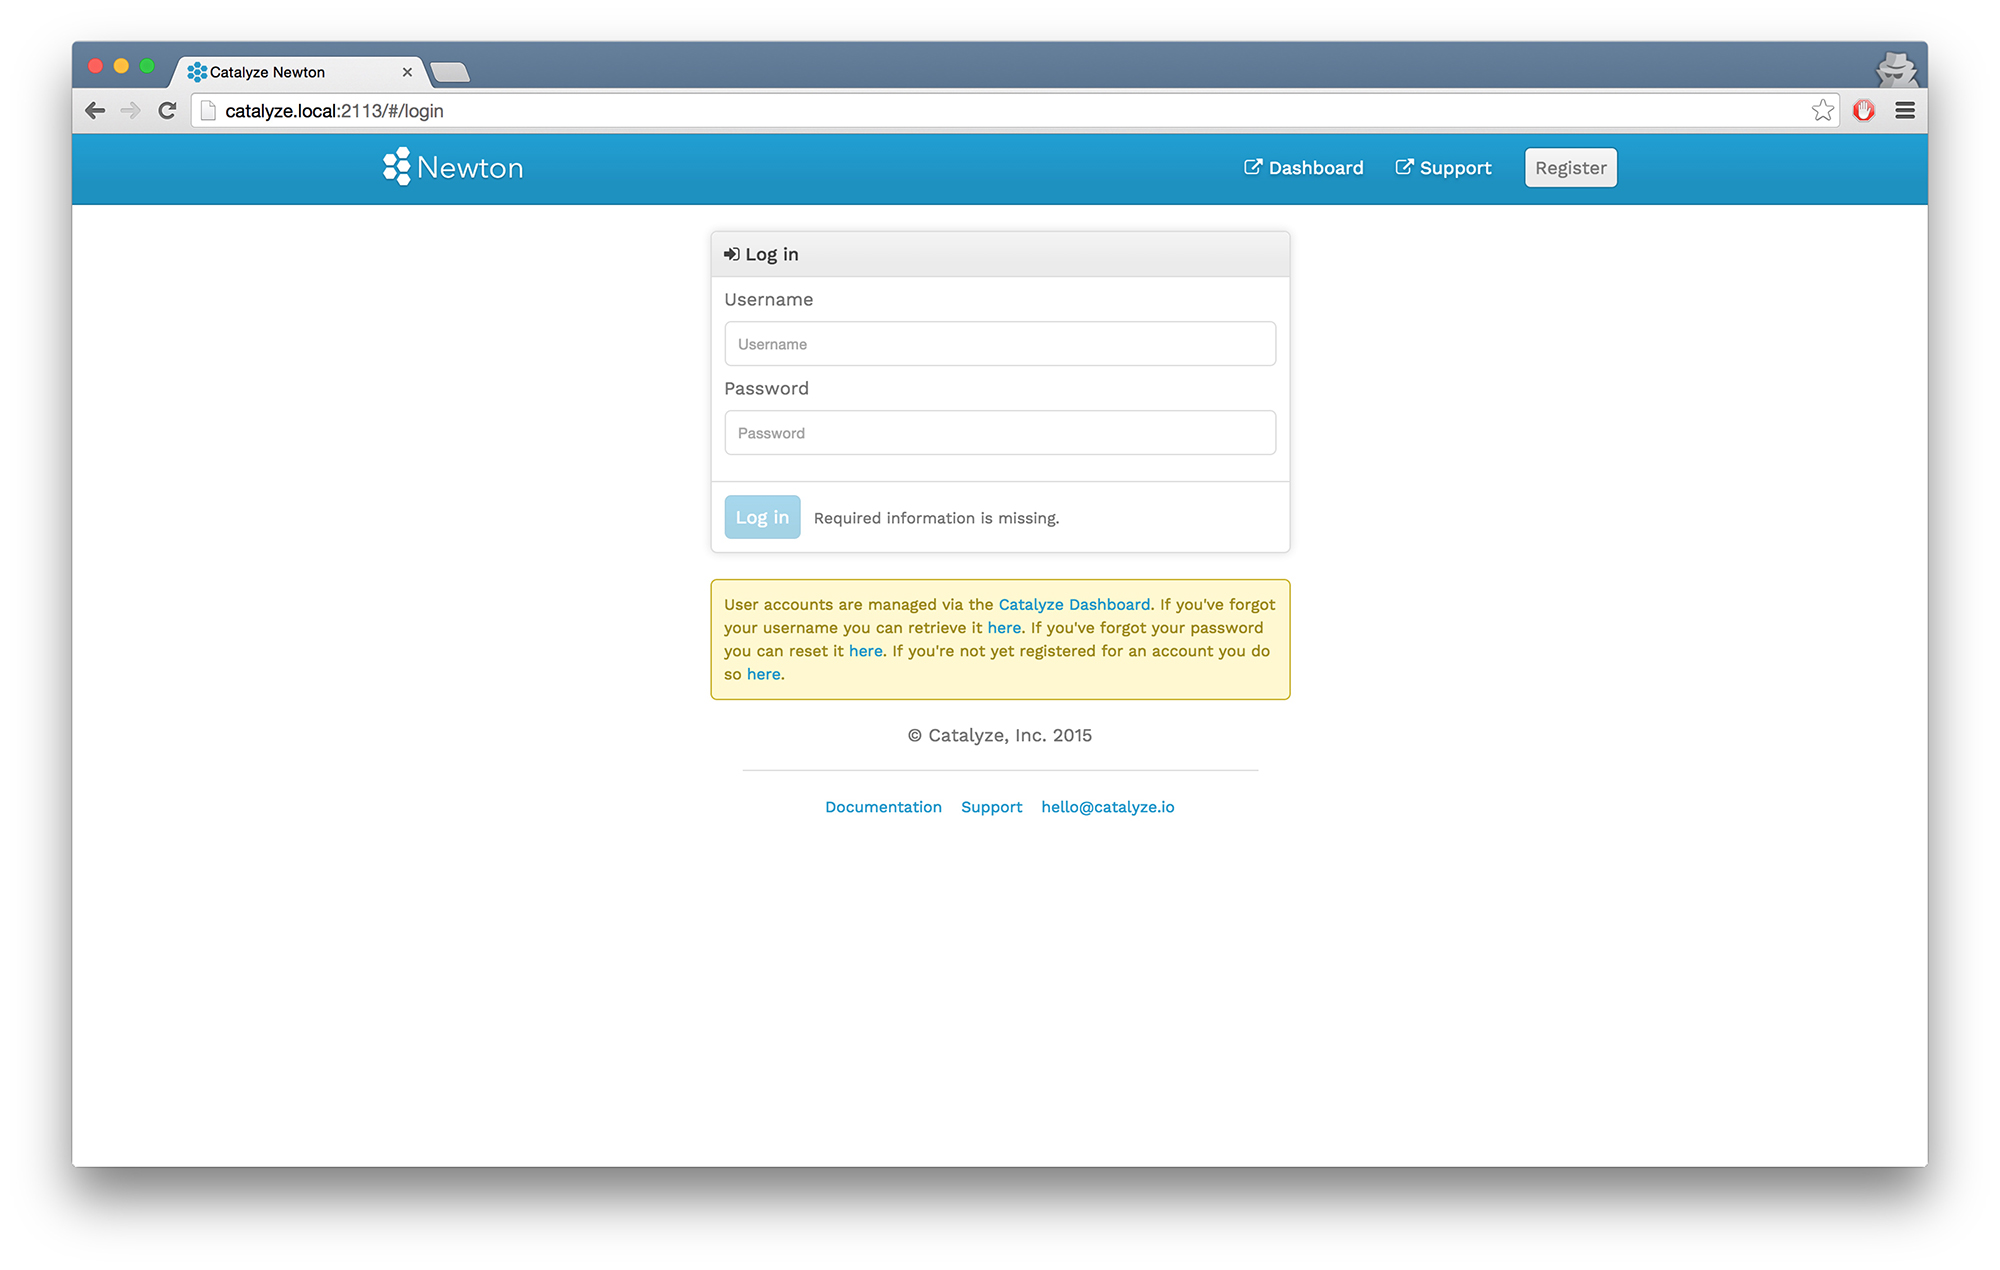 Catalyze Newton
catalyze.local:2113/#/login
Newton
Dashboard
Support
Register
Log in
Username
Username
Password
Password
Log in
Required information is missing.
User accounts are managed via the Catalyze Dashboard. If you've forgot
your username you can retrieve it here. If you've forgot your password
you can reset it here. If you're not yet registered for an account you do
so here.
© Catalyze, Inc. 2015
Documentation Support hello@catalyze.io